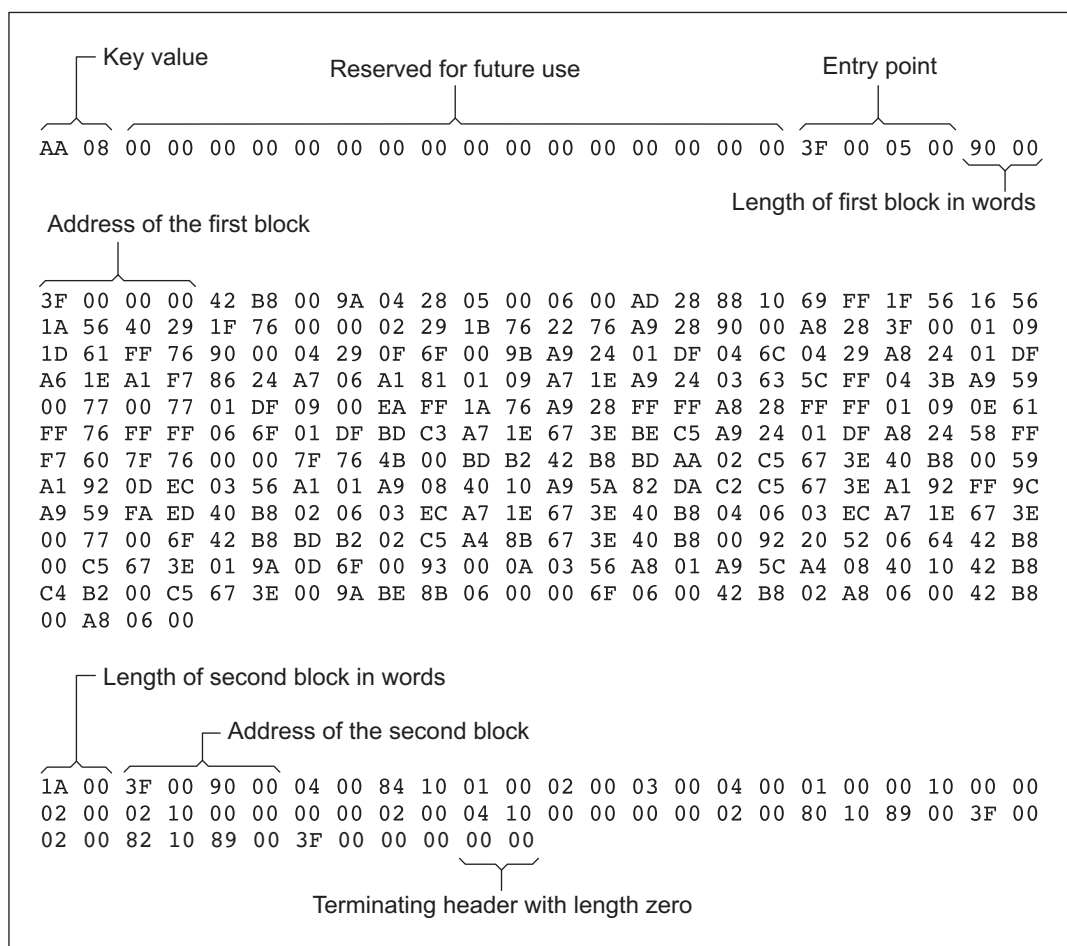 Key value
Reserved for future use
Entry point
AA 08 00 00 00 00 00 00 00 00 00 00 00 00 00 00 00 00 3F 00 05 00 90 00
Length of first block in words
Address of the first block
3F 00 00 00 42 B8 00 9A 04 28 05 00 06 00 AD 28 88 10 69 FF 1F 56 16 56
1A 56 40 29 1F 76 00 00 02 29 1B 76 22 76 A9 28 90 00 A8 28 3F 00 01 09
1D 61 FF 76 90 00 04 29 0F 6F 00 9B A9 24 01 DF 04 6C 04 29 A8 24 01 DF
A6 1E A1 F7 86 24 A7 06 A1 81 01 09 A7 1E A9 24 03 63 5C FF 04 3B A9 59
00 77 00 77 01 DF 09 00 EA FF 1A 76 A9 28 FF FF A8 28 FF FF 01 09 0E 61
FF 76 FF FF 06 6F 01 DF BD C3 A7 1E 67 3E BE C5 A9 24 01 DF A8 24 58 FF
F7 60 7F 76 00 00 7F 76 4B 00 BD B2 42 B8 BD AA 02 C5 67 3E 40 B8 00 59
A1 92 0D EC 03 56 A1 01 A9 08 40 10 A9 5A 82 DA C2 C5 67 3E A1 92 FF 9C
A9 59 FA ED 40 B8 02 06 03 EC A7 1E 67 3E 40 B8 04 06 03 EC A7 1E 67 3E
00 77 00 6F 42 B8 BD B2 02 C5 A4 8B 67 3E 40 B8 00 92 20 52 06 64 42 B8
00 C5 67 3E 01 9A 0D 6F 00 93 00 0A 03 56 A8 01 A9 5C A4 08 40 10 42 B8
C4 B2 00 C5 67 3E 00 9A BE 8B 06 00 00 6F 06 00 42 B8 02 A8 06 00 42 B8
00 A8 06 00
Length of second block in words
Address of the second block
1A 00 3F 00 90 00 04 00 84 10 01 00 02 00 03 00 04 00 01 00 00 10 00 00
02 00 02 10 00 00 00 00 02 00 04 10 00 00 00 00 02 00 80 10 89 00 3F 00
02 00 82 10 89 00 3F 00 00 00 00 00
Terminating header with length zero